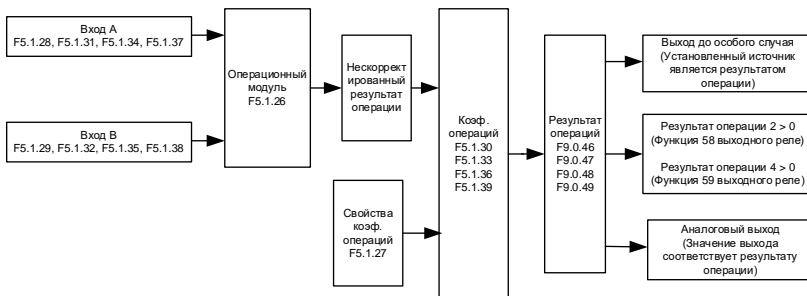 Вход A
F5.1.28, F5.1.31, F5.1.34, F5.1.37
Вход B
F5.1.29, F5.1.32, F5.1.35, F5.1.38
Операционный
модуль
F5.1.26
Нескоррект
ированный
результат
операции
Свойства
коэф.
операций
F5.1.27
Коэф.
операций
F5.1.30
F5.1.33
F5.1.36
F5.1.39
Результат
операций
F9.0.46
F9.0.47
F9.0.48
F9.0.49
Выход до особого случая
(Установленный источник
является результатом
операции)
Результат операции 2 > 0
(Функция 58 выходного реле)
Результат операции 4 > 0
(Функция 59 выходного реле)
Аналоговый выход
(Значение выхода
соответствует результату
операции)